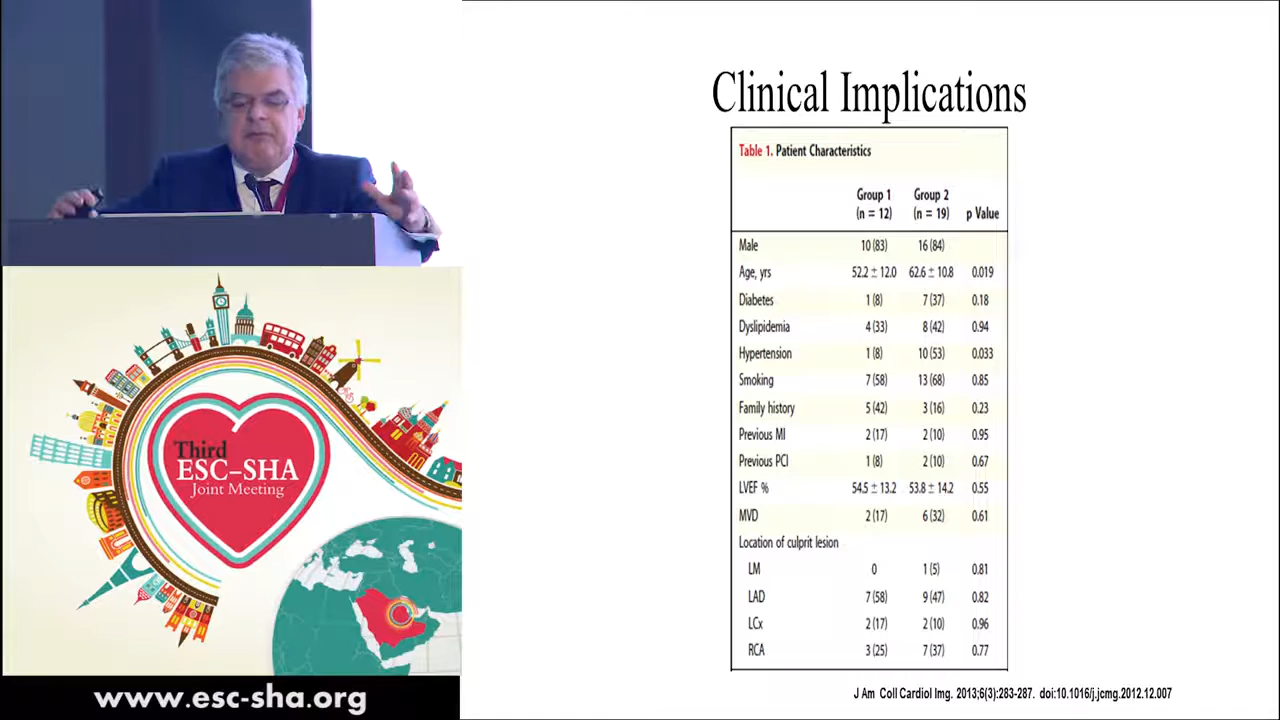 Clinical Implications
Table 1. Patient Characteristics
Group 1 Group 2
(n = 12) (n = 19) p Value
Male 10 (83) 16 (84)
Age, yrs 52.2 ± 12.0 62.6 ± 10.8 0.019
Diabetes 1 (8) 7 (37) 0.18
Dyslipidemia 4 (33) 8 (42) 0.94
Hypertension 1 (8) 10 (53) 0.033
Smoking 7 (58) 13 (68) 0.85
Family history 5 (42) 3 (16) 0.23
Previous MI 2 (17) 2 (10) 0.95
Previous PCI 1 (8) 2 (10) 0.67
LVEF % 54.5 ± 13.2 53.8 ± 14.2 0.55
MVD 2 (17) 6 (32) 0.61
Location of culprit lesion
LM 0 1 (5) 0.81
LAD 7 (58) 9 (47) 0.82
LCx 2 (17) 2 (10) 0.96
RCA 3 (25) 7 (37) 0.77
J Am Coll Cardiol Img. 2013;6(3):283-287. doi:10.1016/j.jcmg.2012.12.007
Third
ESC-SHA
Joint Meeting
www.esc-sha.org